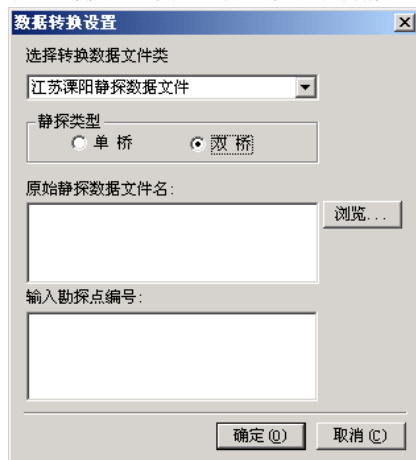 数据转换设置
选择转换数据文件类
江苏溧阳静探数据文件
静探类型
单 桥
双 桥
原始静探数据文件名:
浏览...
输入勘探点编号:
确定(O)
取消(C)